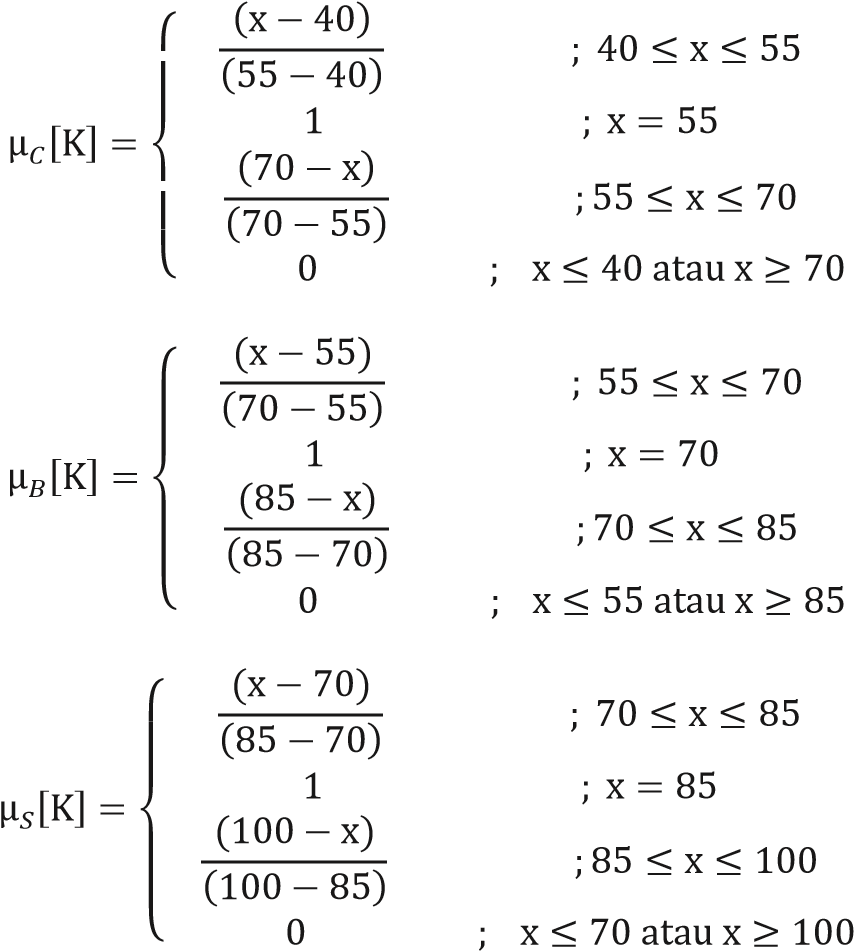 (x − 40)
(55 − 40) ; 40 ≤ x ≤ 55
1 ; x = 55
μC[K] =
(70 − x)
(70 − 55) ; 55 ≤ x ≤ 70
0 ; x ≤ 40 atau x ≥ 70
(x − 55)
(70 − 55) ; 55 ≤ x ≤ 70
1 ; x = 70
μB[K] =
(85 − x)
(85 − 70) ; 70 ≤ x ≤ 85
0 ; x ≤ 55 atau x ≥ 85
(x − 70)
(85 − 70) ; 70 ≤ x ≤ 85
1 ; x = 85
μS[K] =
(100 − x)
(100 − 85) ; 85 ≤ x ≤ 100
0 ; x ≤ 70 atau x ≥ 100